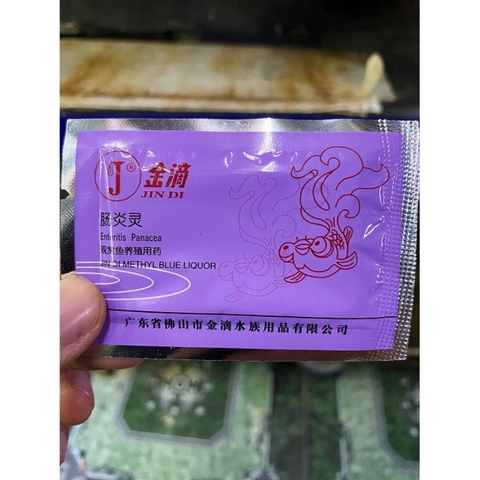 J®
金滴
JIN DI
肠炎灵
Enteritis Panacea
观赏鱼养殖用药
JIN DI METHYL BLUE LIQUOR
广东省佛山市金滴水族用品有限公司